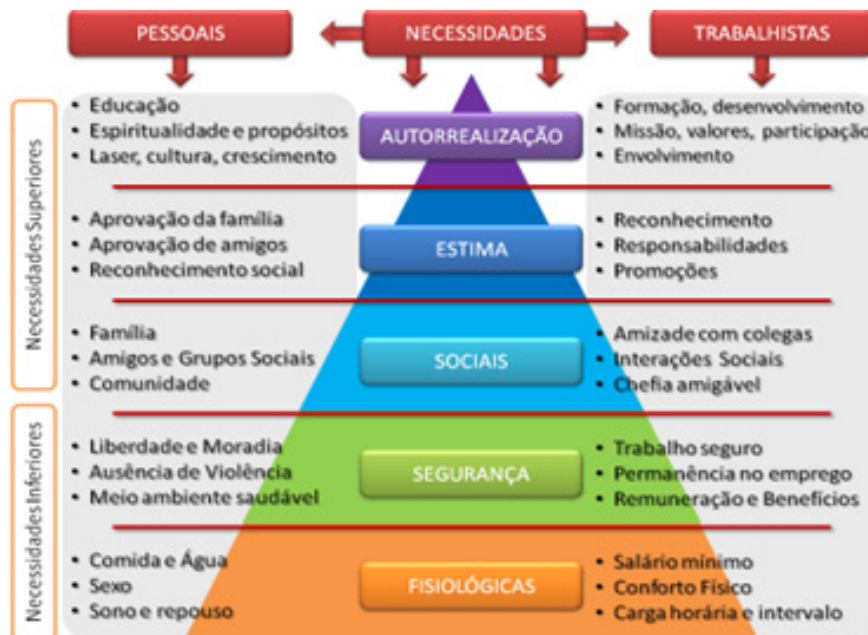 PESSOAIS
NECESSIDADES
TRABALHISTAS
Necessidades Superiores
• Educação
• Espiritualidade e propósitos
• Laser, cultura, crescimento
AUTORREALIZAÇÃO
• Formação, desenvolvimento
• Missão, valores, participação
• Envolvimento
• Aprovação da família
• Aprovação de amigos
• Reconhecimento social
ESTIMA
• Reconhecimento
• Responsabilidades
• Promoções
• Família
• Amigos e Grupos Sociais
• Comunidade
SOCIAIS
• Amizade com colegas
• Interações Sociais
• Chefia amigável
Necessidades Inferiores
• Liberdade e Moradia
• Ausência de Violência
• Meio ambiente saudável
SEGURANÇA
• Trabalho seguro
• Permanência no emprego
• Remuneração e Benefícios
• Comida e Água
• Sexo
• Sono e repouso
FISIOLÓGICAS
• Salário mínimo
• Conforto Físico
• Carga horária e intervalo